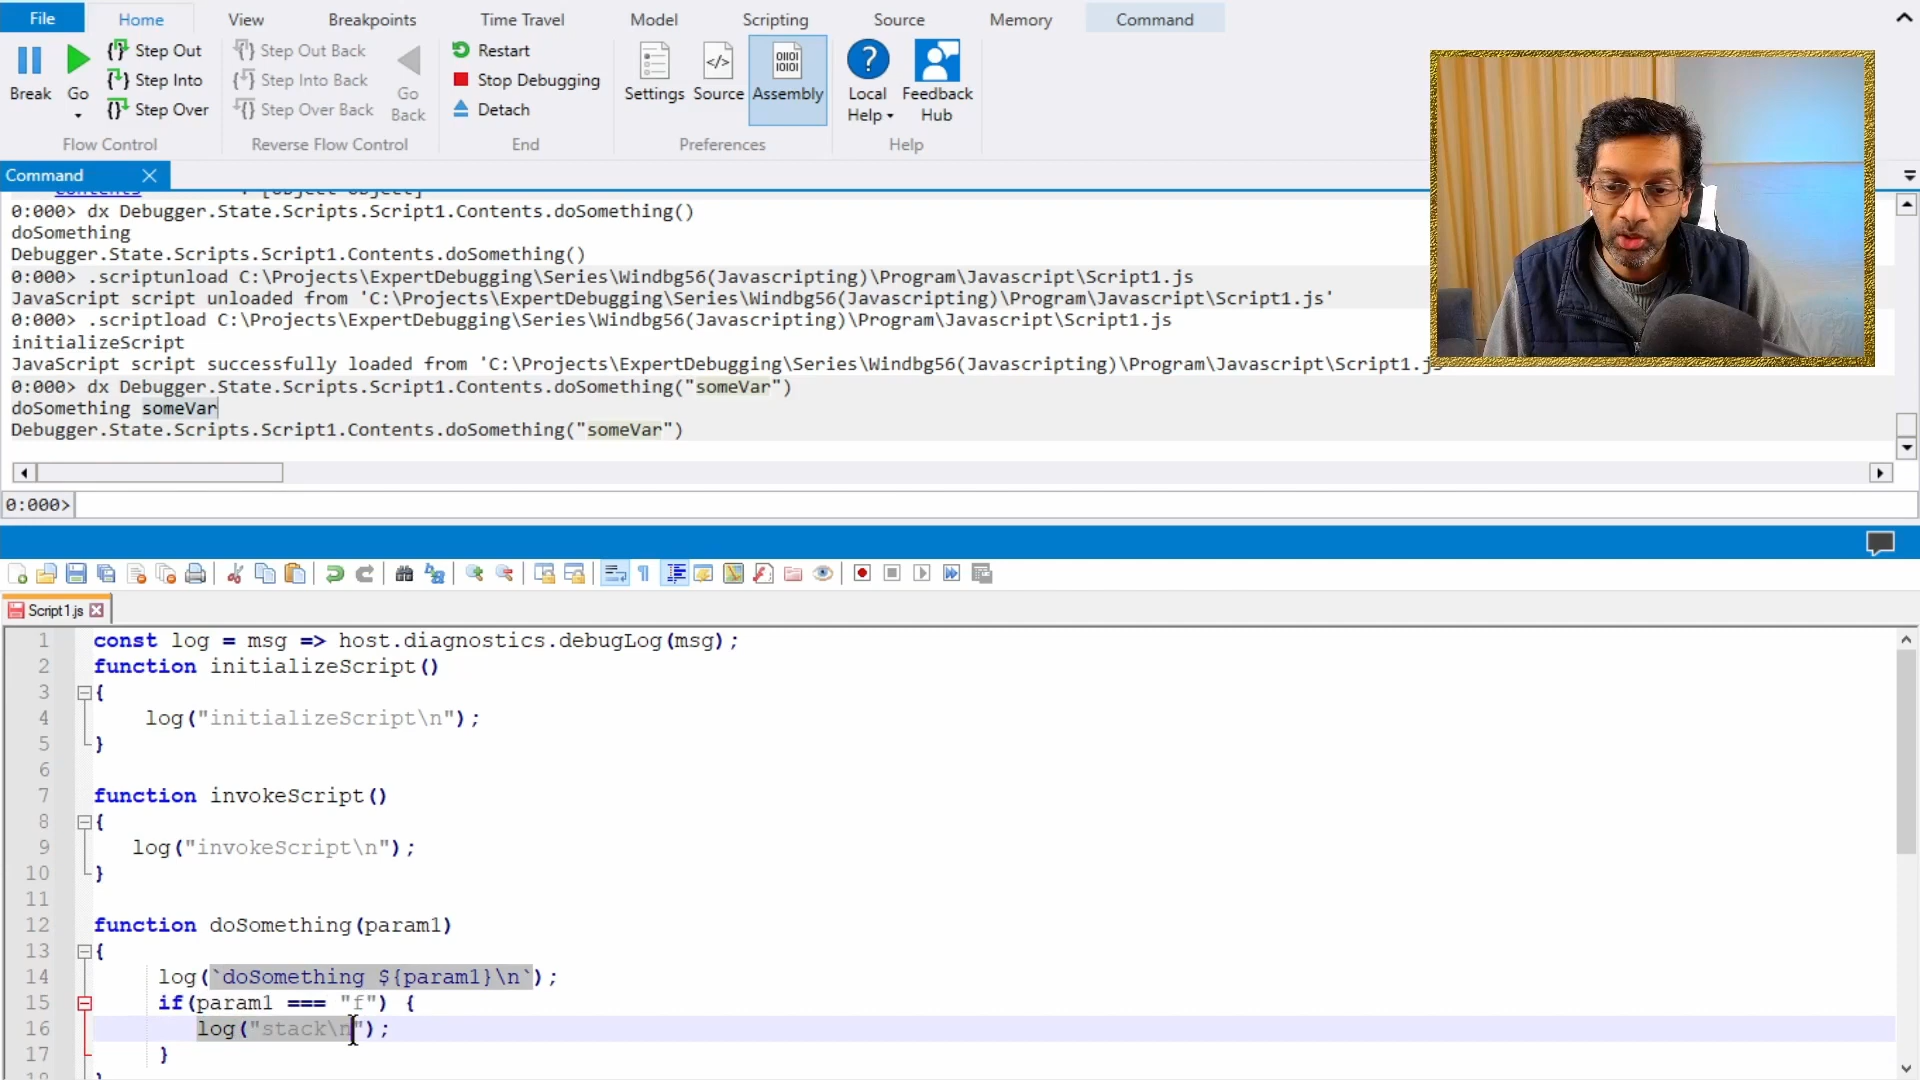 File Home View Breakpoints Time Travel Model Scripting Source Memory Command
Break
Go
Step Out
Step Into
Step Over
Flow Control
Step Out Back
Step Into Back
Step Over Back
Go
Back
Reverse Flow Control
Restart
Stop Debugging
Detach
End
Settings
Source
Assembly
Preferences
Local
Help
Feedback
Hub
Help
Command
Contents : [object Object]
0:000> dx Debugger.State.Scripts.Script1.Contents.doSomething()
doSomething
Debugger.State.Scripts.Script1.Contents.doSomething()
0:000> .scriptunload C:\Projects\ExpertDebugging\Series\Windbg56(Javascripting)\Program\Javascript\Script1.js
JavaScript script unloaded from 'C:\Projects\ExpertDebugging\Series\Windbg56(Javascripting)\Program\Javascript\Script1.js'
0:000> .scriptload C:\Projects\ExpertDebugging\Series\Windbg56(Javascripting)\Program\Javascript\Script1.js
initializeScript
JavaScript script successfully loaded from 'C:\Projects\ExpertDebugging\Series\Windbg56(Javascripting)\Program\Javascript\Script1.js
0:000> dx Debugger.State.Scripts.Script1.Contents.doSomething("someVar")
doSomething someVar
Debugger.State.Scripts.Script1.Contents.doSomething("someVar")
0:000>
Script1.js
1 const log = msg => host.diagnostics.debugLog(msg);
2 function initializeScript()
3 {
4 log("initializeScript\n");
5 }
6
7 function invokeScript()
8 {
9 log("invokeScript\n");
10 }
11
12 function doSomething(param1)
13 {
14 log(`doSomething ${param1}\n`);
15 if(param1 === "f") {
16 log("stack\n");
17 }
18 }